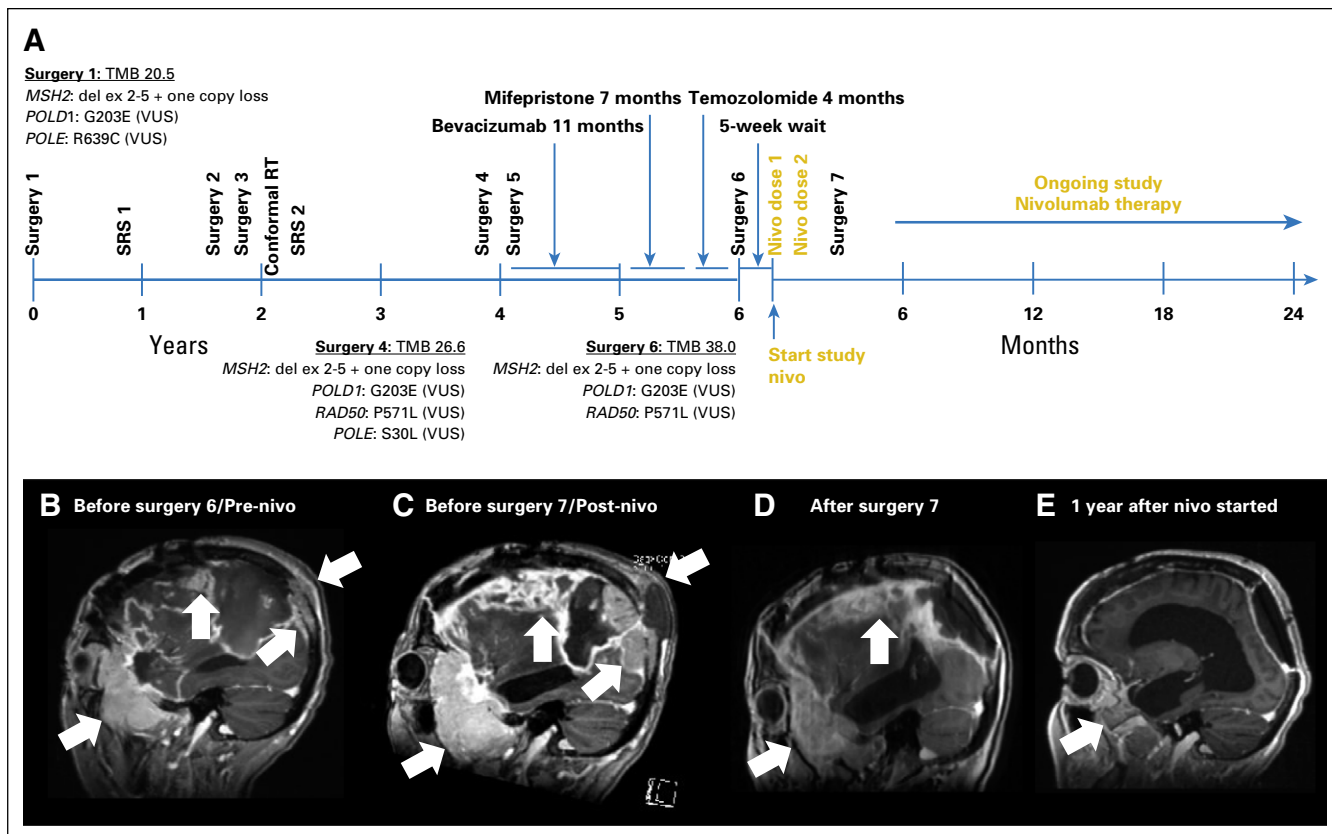 A
Surgery 1: TMB 20.5
MSH2: del ex 2-5 + one copy loss
POLD1: G203E (VUS)
POLE: R639C (VUS)
Mifepristone 7 months
Temozolomide 4 months
Bevacizumab 11 months
5-week wait
Surgery 1
SRS 1
Surgery 2
Surgery 3
Conformal RT
SRS 2
Surgery 4
Surgery 5
Surgery 6
Nivo dose 1
Nivo dose 2
Surgery 7
Ongoing study
Nivolumab therapy
0 1 2 3 4 5 6 6 12 18 24
Years
Months
Start study
nivo
Surgery 4: TMB 26.6
MSH2: del ex 2-5 + one copy loss
POLD1: G203E (VUS)
RAD50: P571L (VUS)
POLE: S30L (VUS)
Surgery 6: TMB 38.0
MSH2: del ex 2-5 + one copy loss
POLD1: G203E (VUS)
RAD50: P571L (VUS)
B Before surgery 6/Pre-nivo
C Before surgery 7/Post-nivo
D After surgery 7
E 1 year after nivo started